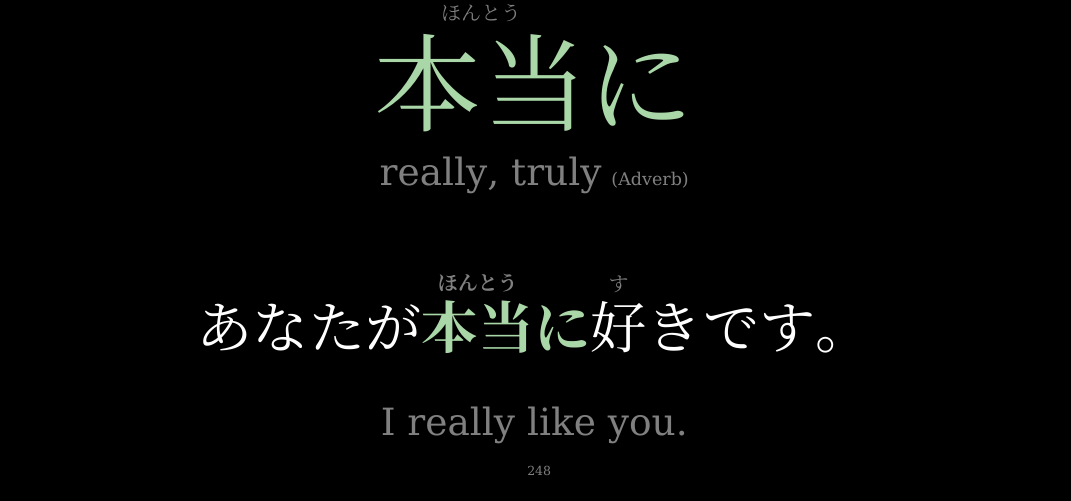 ほんとう
本当に
really, truly (Adverb)
ほんとう す
あなたが本当に好きです。
I really like you.
248